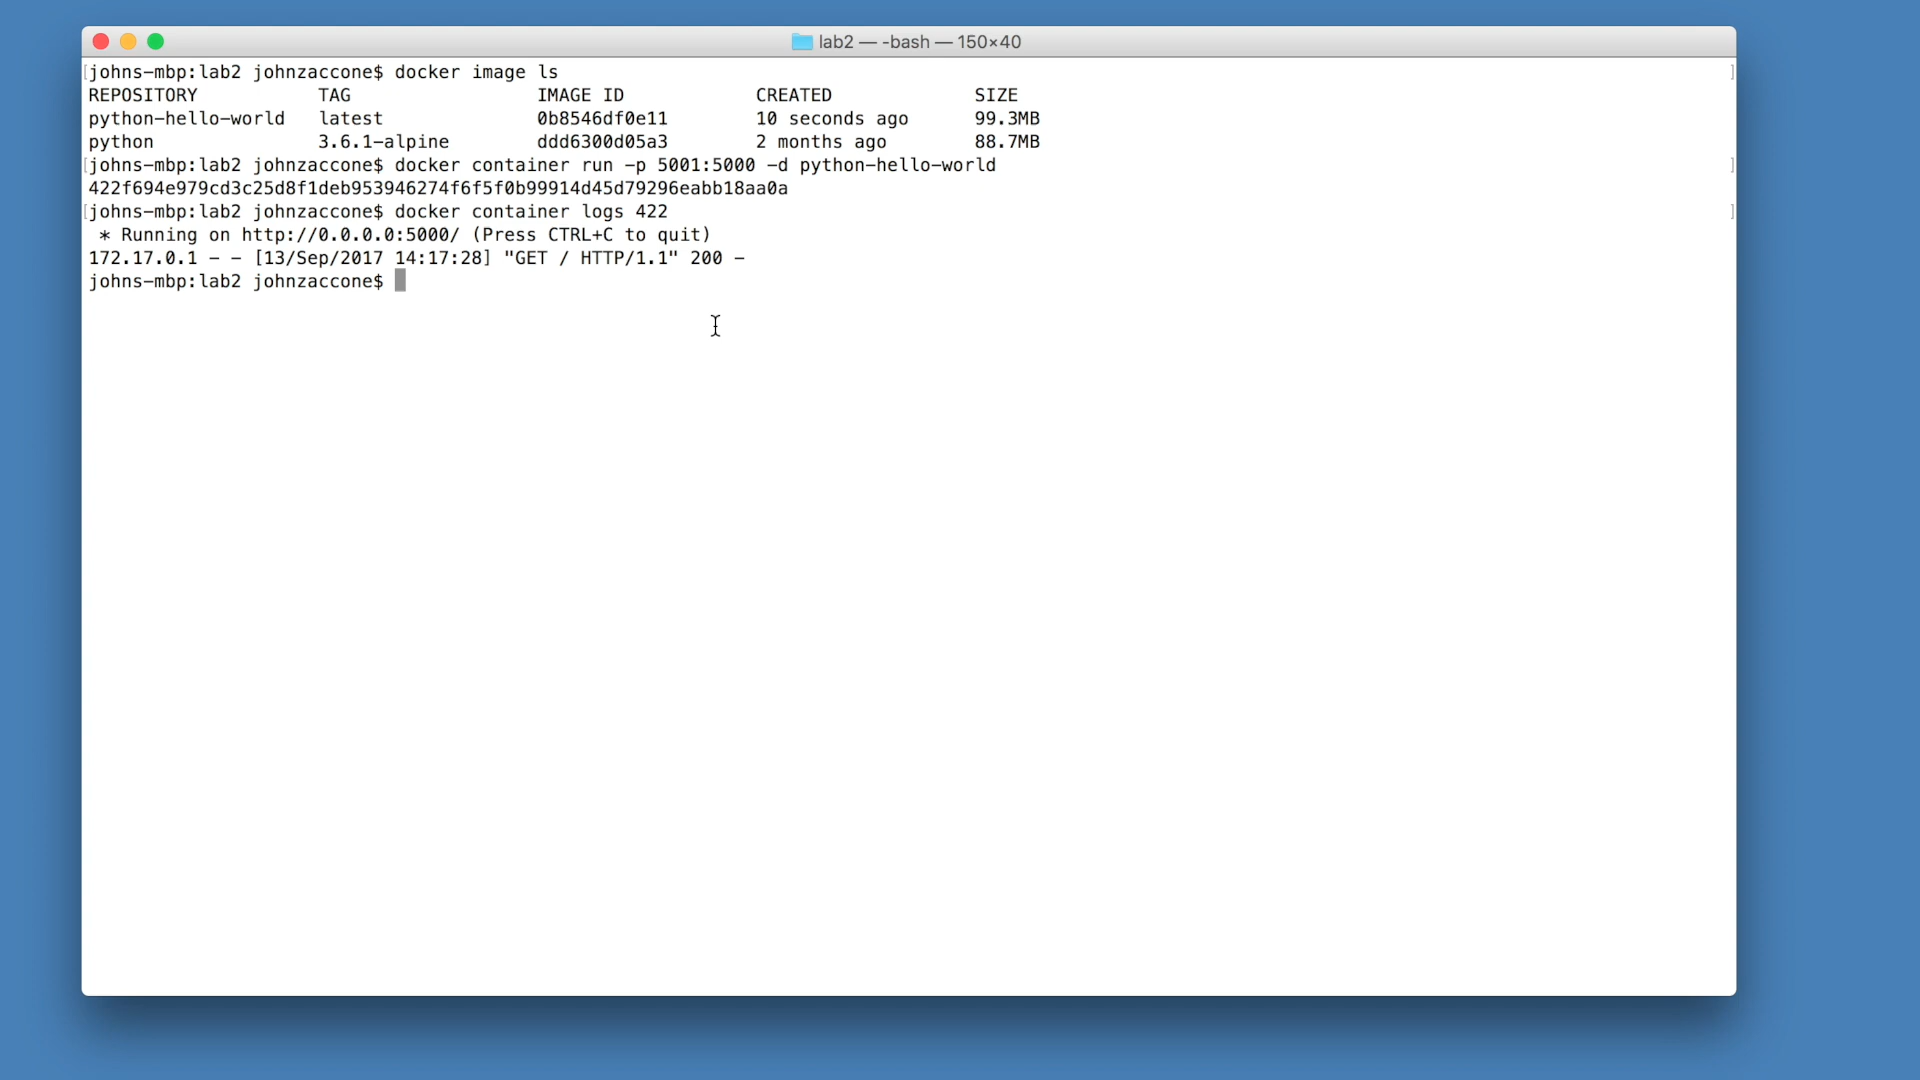 lab2 — -bash — 150×40
[johns-mbp:lab2 johnzaccone$ docker image ls ]
REPOSITORY TAG IMAGE ID CREATED SIZE
python-hello-world latest 0b8546df0e11 10 seconds ago 99.3MB
python 3.6.1-alpine ddd6300d05a3 2 months ago 88.7MB
[johns-mbp:lab2 johnzaccone$ docker container run -p 5001:5000 -d python-hello-world ]
422f694e979cd3c25d8f1deb953946274f6f5f0b99914d45d79296eabb18aa0a
[johns-mbp:lab2 johnzaccone$ docker container logs 422 ]
* Running on http://0.0.0.0:5000/ (Press CTRL+C to quit)
172.17.0.1 - - [13/Sep/2017 14:17:28] "GET / HTTP/1.1" 200 -
johns-mbp:lab2 johnzaccone$